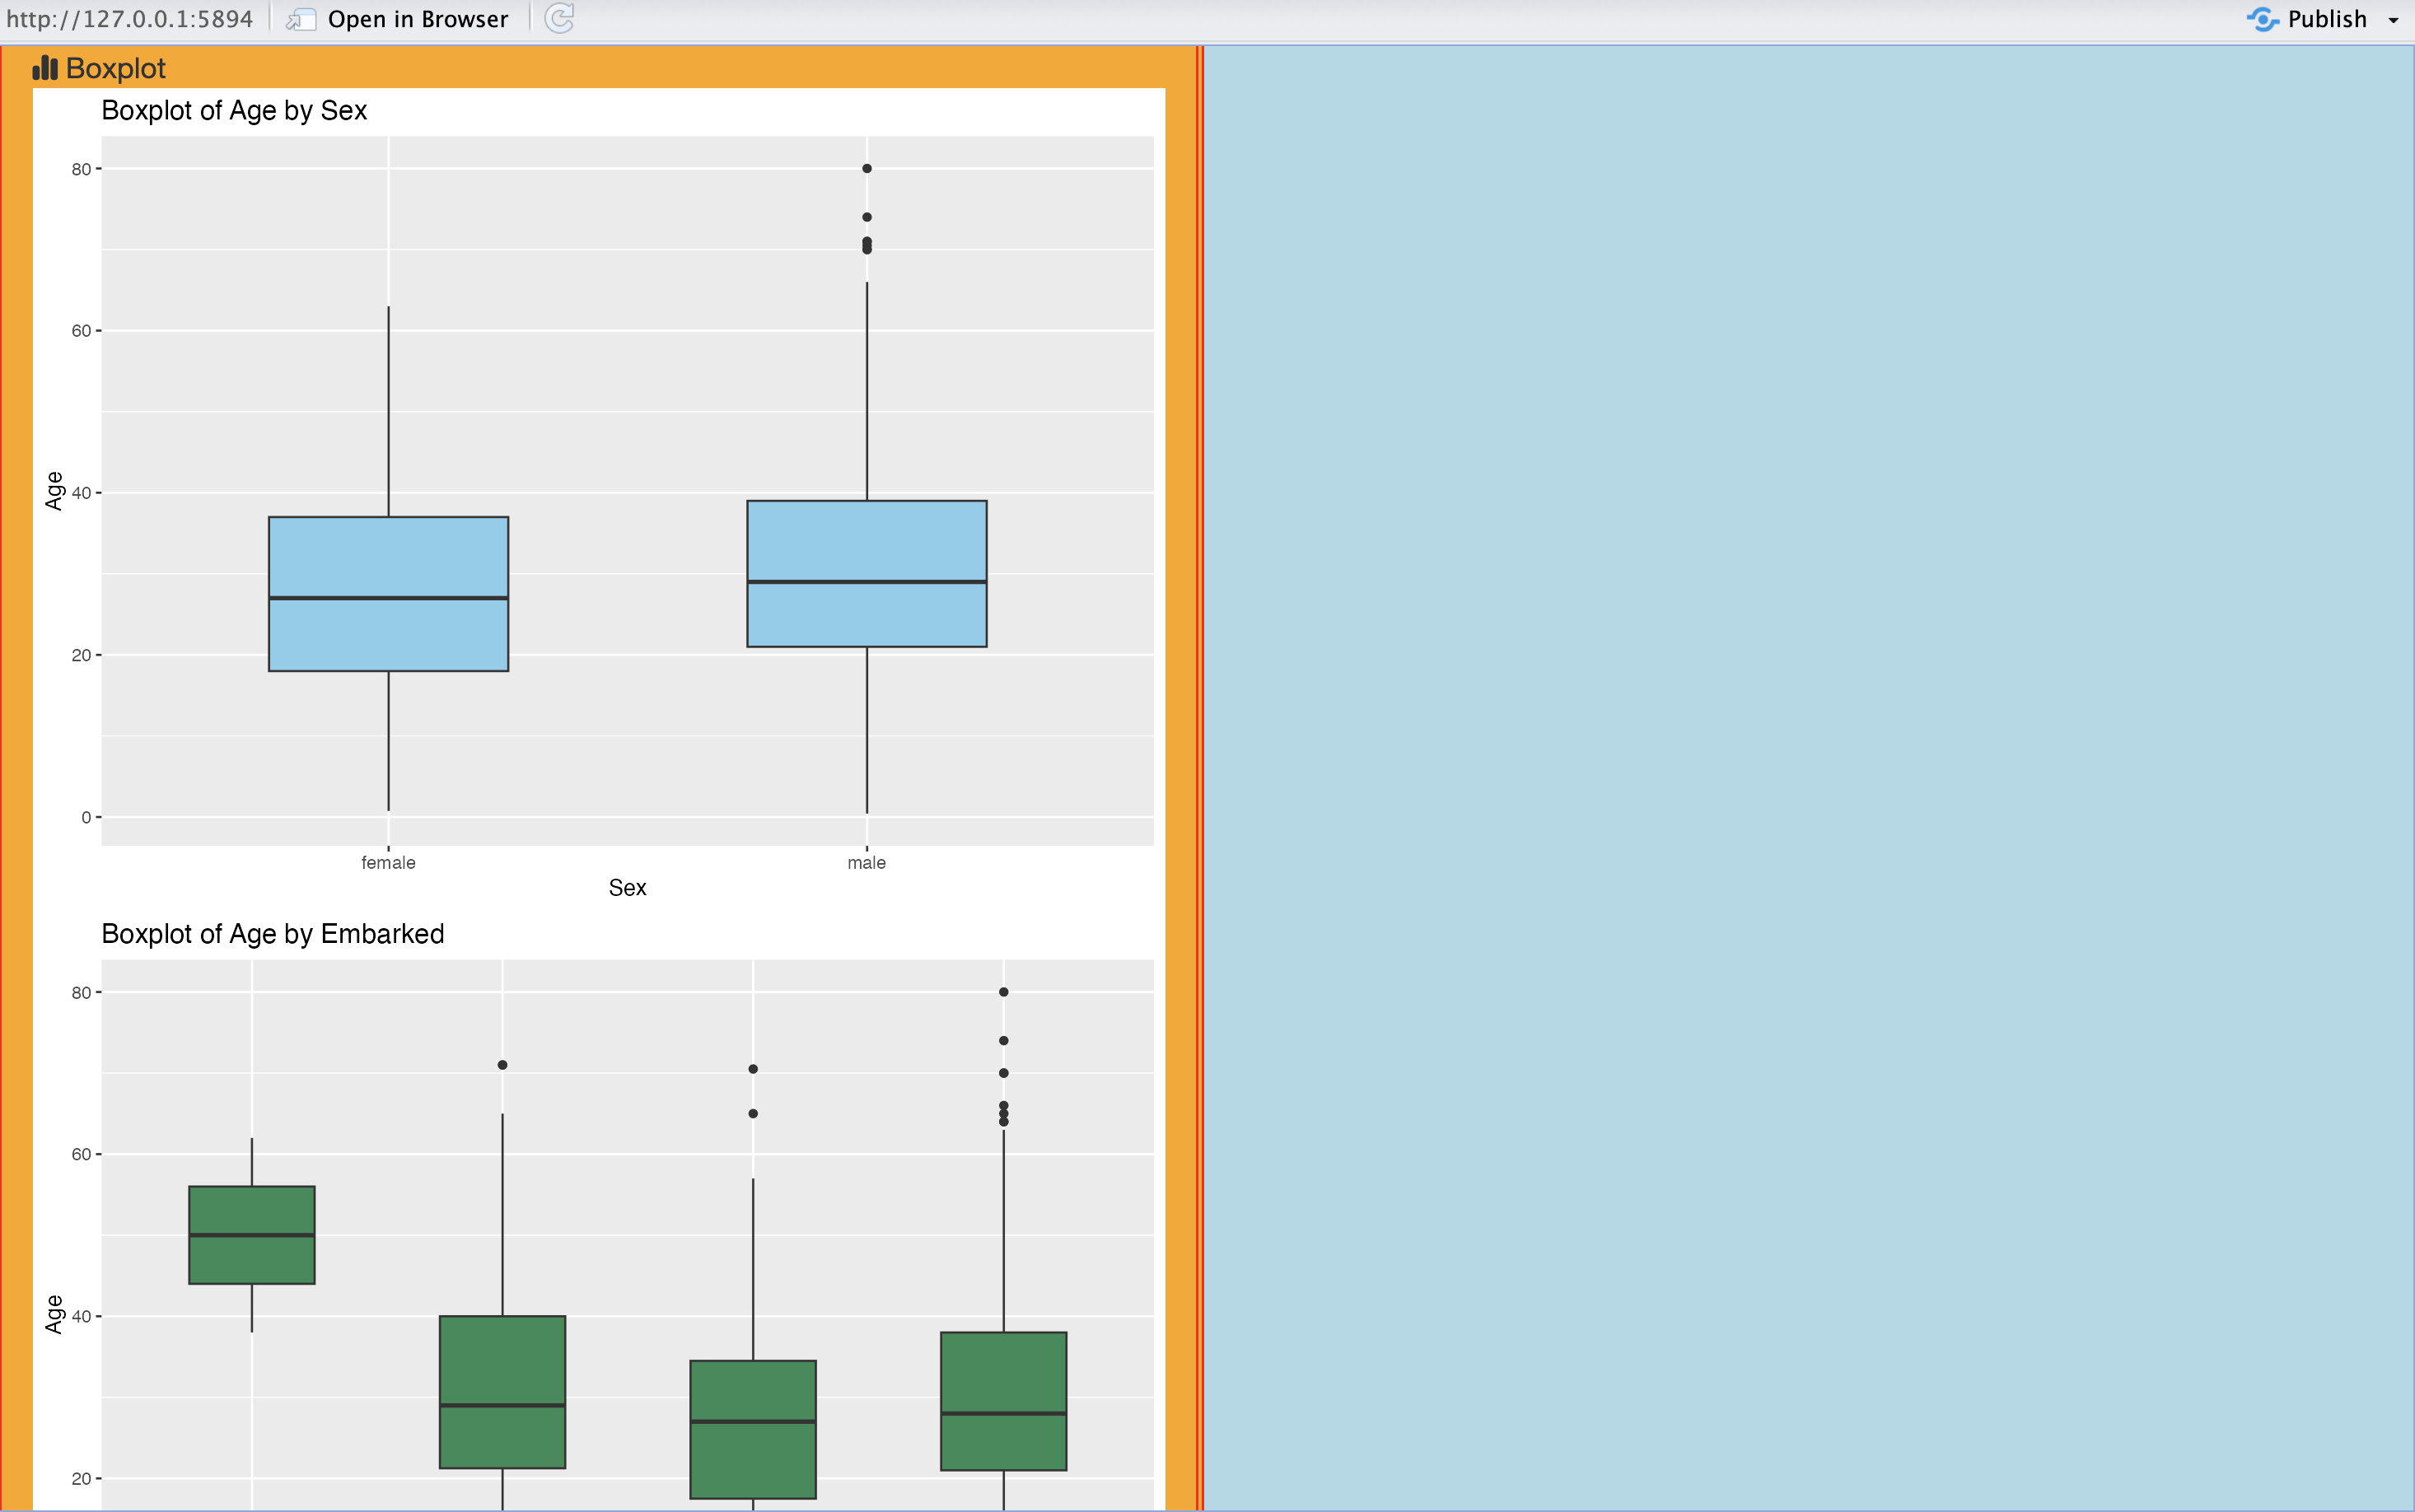 http://127.0.0.1:5894 Open in Browser Publish
Boxplot
Boxplot of Age by Sex
80
60
Age
40
20
0
female male
Sex
Boxplot of Age by Embarked
80
60
Age
40
20